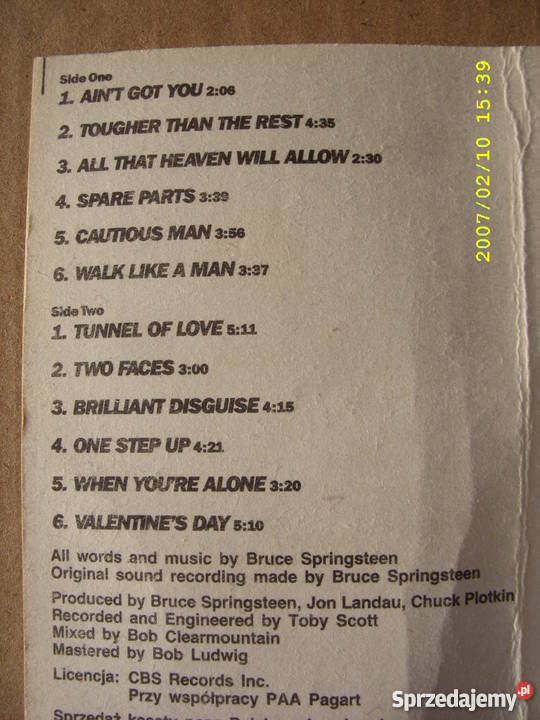 Side One
1. AIN'T GOT YOU 2:06
2. TOUGHER THAN THE REST 4:35
3. ALL THAT HEAVEN WILL ALLOW 2:30
4. SPARE PARTS 3:39
5. CAUTIOUS MAN 3:56
6. WALK LIKE A MAN 3:37
Side Two
1. TUNNEL OF LOVE 5:11
2. TWO FACES 3:00
3. BRILLIANT DISGUISE 4:15
4. ONE STEP UP 4:21
5. WHEN YOU'RE ALONE 3:20
6. VALENTINE'S DAY 5:10
All words and music by Bruce Springsteen
Original sound recording made by Bruce Springsteen
Produced by Bruce Springsteen, Jon Landau, Chuck Plotkin
Recorded and Engineered by Toby Scott
Mixed by Bob Clearmountain
Mastered by Bob Ludwig
Licencja: CBS Records Inc.
Przy współpracy PAA Pagart
Sprzedaż kasety poza
2007/02/10 15:39
Sprzedajemy.pl